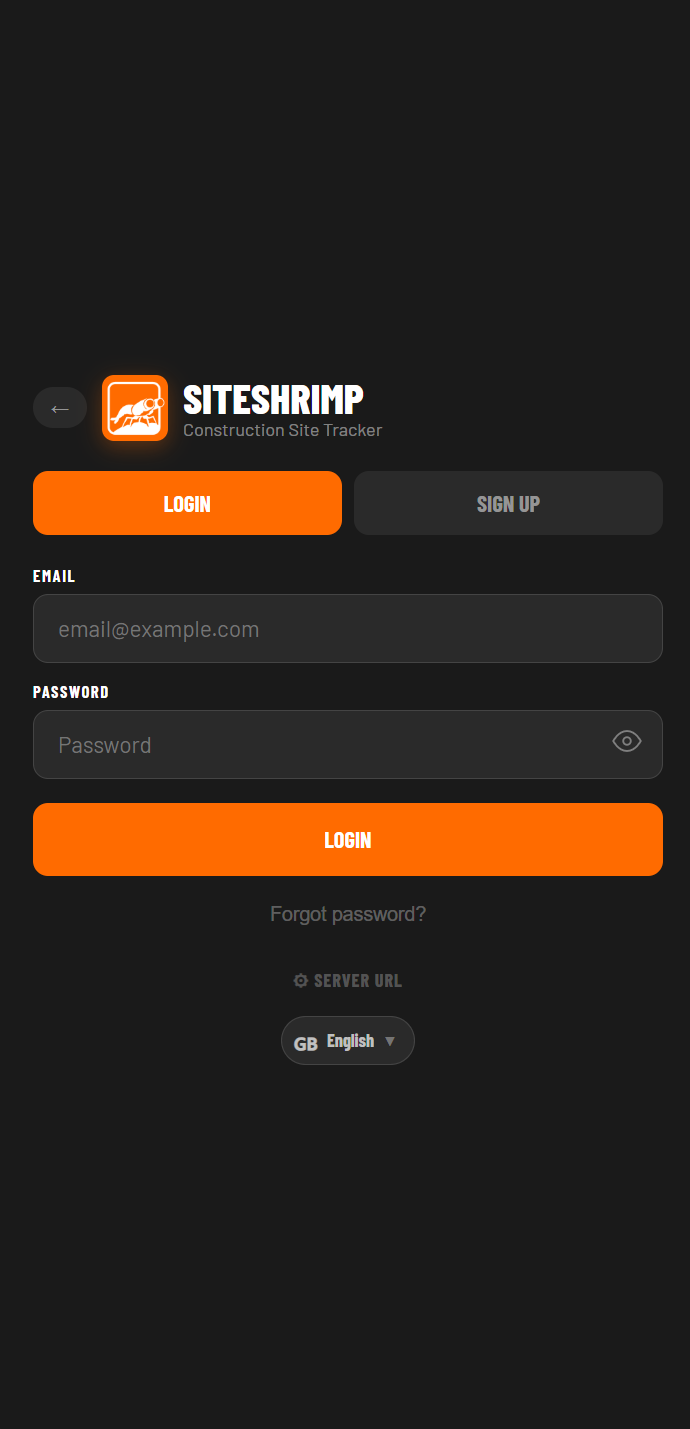 ←
SITESHRIMP
Construction Site Tracker
LOGIN
SIGN UP
EMAIL
email@example.com
PASSWORD
Password
LOGIN
Forgot password?
⚙ SERVER URL
GB English ▼